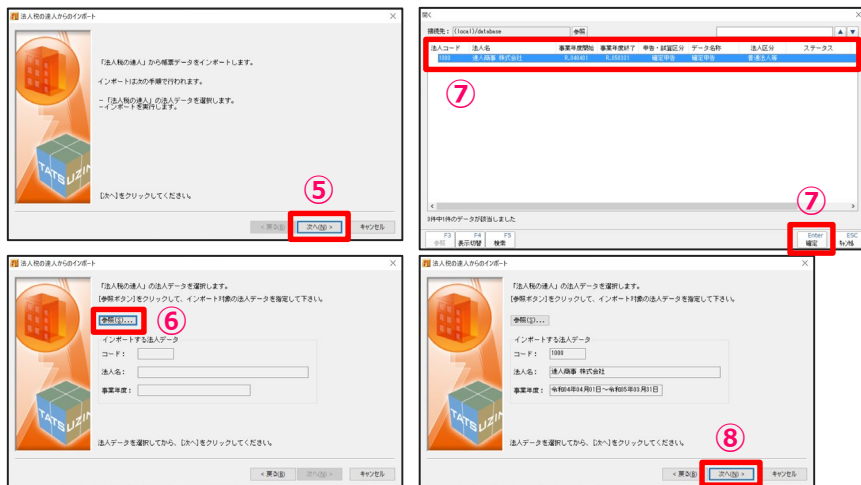 法人税の達人からのインポート
「法人税の達人」から帳票データをインポートします。
インポートは次の手順で行われます。
-「法人税の達人」の法人データを選択します。
-インポートを実行します。
TATSUZIN
[次へ]をクリックしてください。
⑤
< 戻る(B) 次へ(N) > キャンセル
開く
接続先: (local)/database 参照
法人コード 法人名 事業年度開始 事業年度終了 申告・試算区分 データ名称 法人区分 ステータス
1000 達人商事 株式会社 R.040401 R.050331 確定申告 確定申告 普通法人等
⑦
⑦
3件中1件のデータが該当しました
F3 F4 F5 Enter ESC
参照 表示切替 検索 確定 キャンセル
法人税の達人からのインポート
「法人税の達人」の法人データを選択します。
[参照ボタン]をクリックして、インポート対象の法人データを指定して下さい。
参照(S)... ⑥
インポートする法人データ
コード:
法人名:
事業年度:
TATSUZIN
法人データを選択してから、[次へ]をクリックしてください。
< 戻る(B) 次へ(N) > キャンセル
法人税の達人からのインポート
「法人税の達人」の法人データを選択します。
[参照ボタン]をクリックして、インポート対象の法人データを指定して下さい。
参照(S)...
インポートする法人データ
コード: 1000
法人名: 達人商事 株式会社
事業年度: 令和04年04月01日～令和05年03月31日
TATSUZIN
法人データを選択してから、[次へ]をクリックしてください。
⑧
< 戻る(B) 次へ(N) > キャンセル